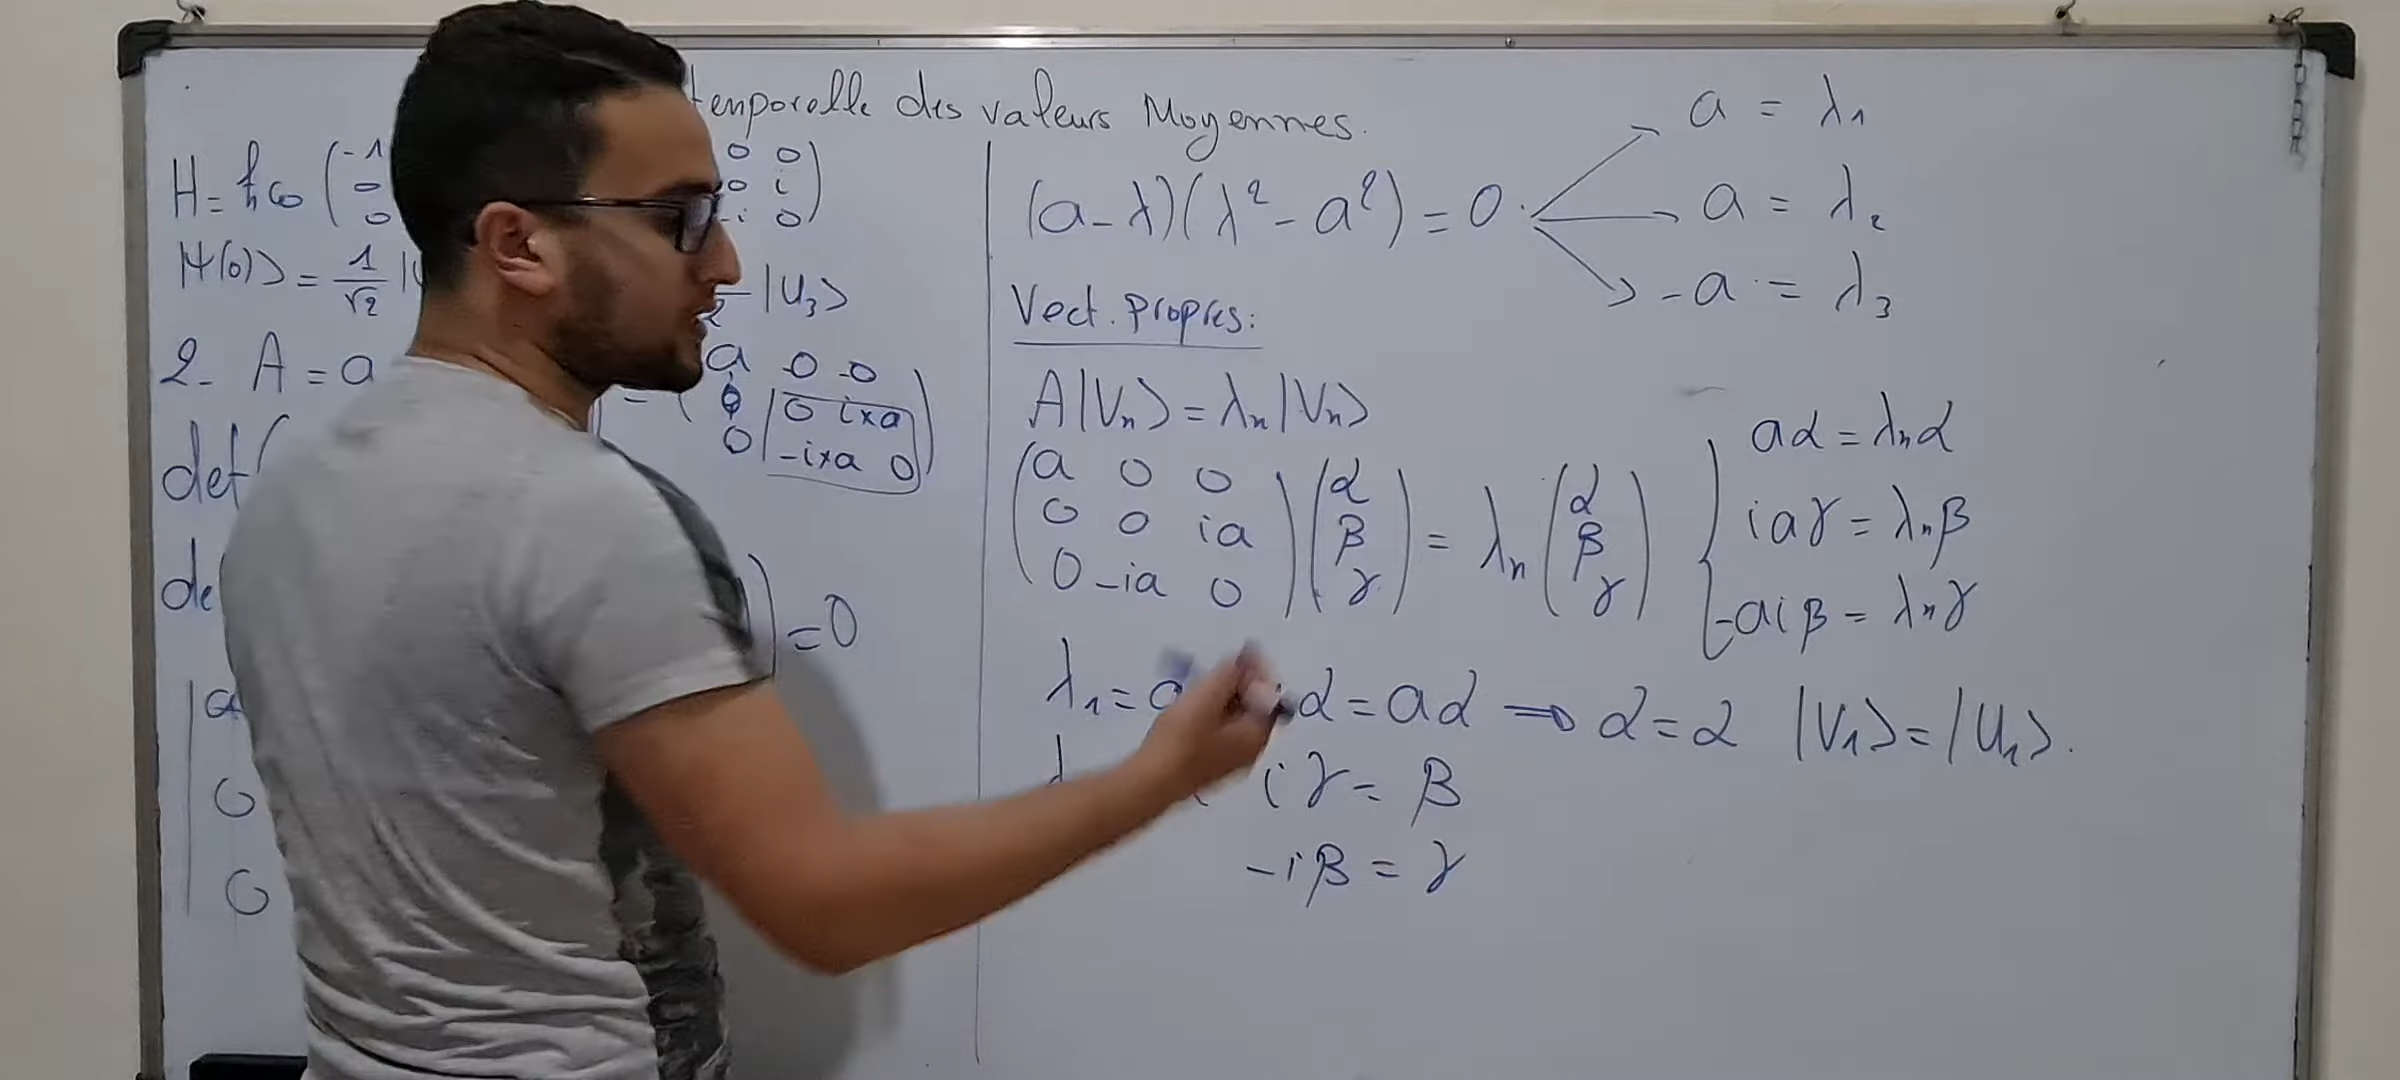 temporelle des valeurs Moyennes.
H = ħω (-1
0
0
0 0
0 i
-i 0)
|Ψ(0)> = 1/√2 |U
2 |U₃>
2- A = a
= (a 0 0
0 0 i×a
0 -i×a 0)
det(
de
) = 0
a
0
0
(a-λ)(λ²-a²) = 0
a = λ₁
a = λ₂
-a = λ₃
Vect. propres:
A|Vₙ> = λₙ|Vₙ>
(a 0 0
0 0 ia
0 -ia 0) (α
β
γ) = λₙ (α
β
γ)
{ aα = λₙα
iaγ = λₙβ
-aiβ = λₙγ
λ₁ = a
α = aα ⇒ α = α |V₁> = |U₁>.
iγ = β
-iβ = γ